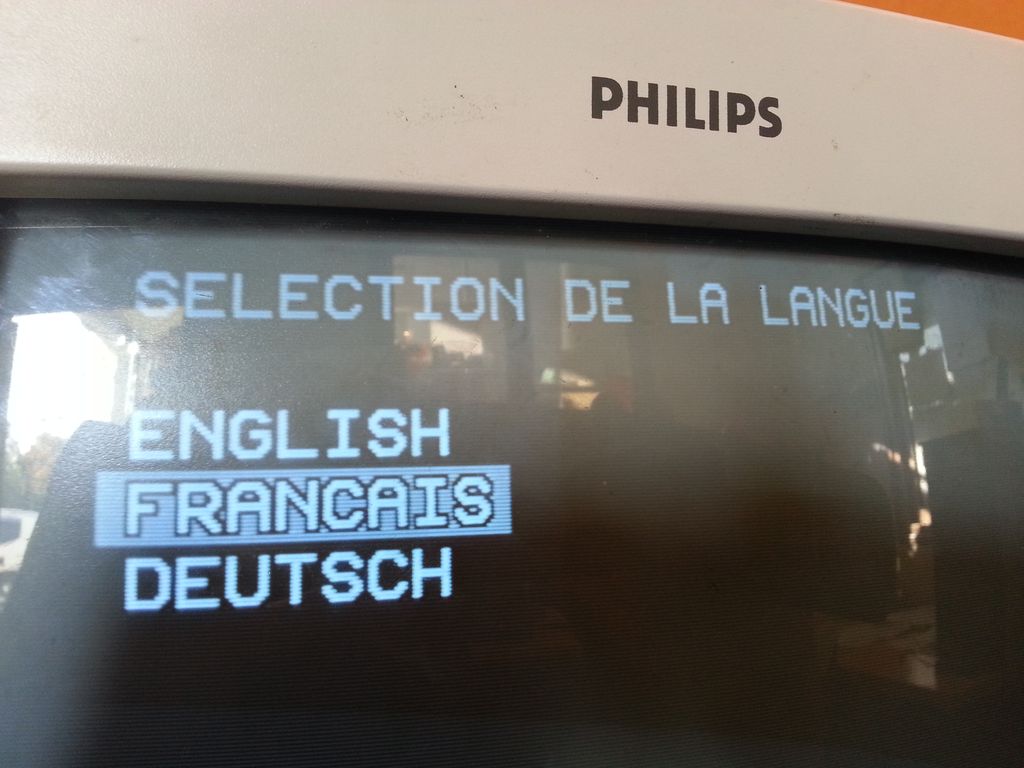 PHILIPS
SELECTION DE LA LANGUE
ENGLISH
FRANCAIS
DEUTSCH